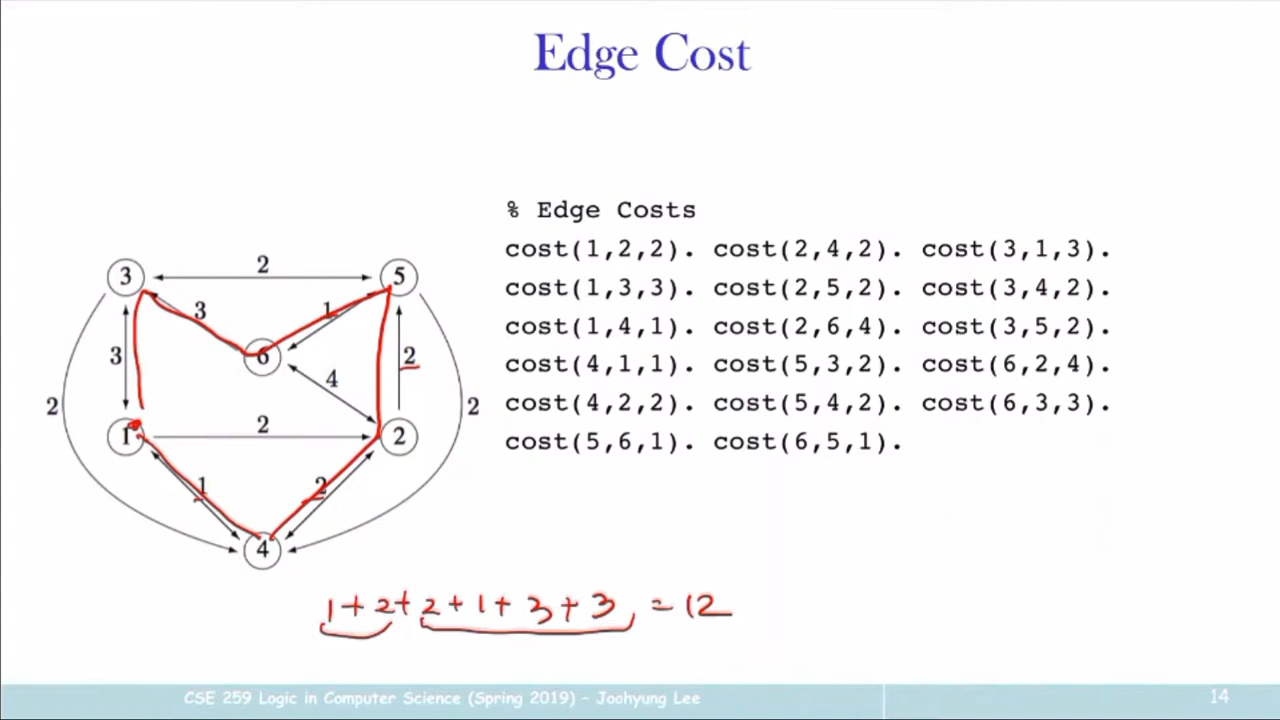 Edge Cost
% Edge Costs
cost(1,2,2). cost(2,4,2). cost(3,1,3).
cost(1,3,3). cost(2,5,2). cost(3,4,2).
cost(1,4,1). cost(2,6,4). cost(3,5,2).
cost(4,1,1). cost(5,3,2). cost(6,2,4).
cost(4,2,2). cost(5,4,2). cost(6,3,3).
cost(5,6,1). cost(6,5,1).
3 2 5
3 1
3 6 2
4
2 2
1 2 2
1 2
4
1+2+2+1+3+3 =12
CSE 259 Logic in Computer Science (Spring 2019) – Joohyung Lee 14